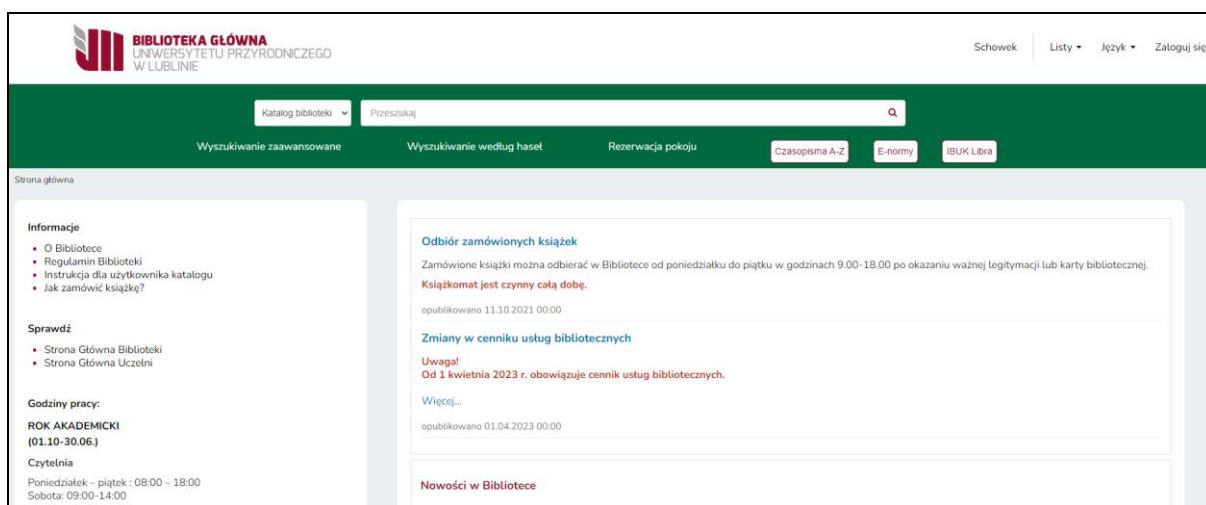 BIBLIOTEKA GŁÓWNA
UNIWERSYTETU PRZYRODNICZEGO
W LUBLINIE
Schowek Listy Język Zaloguj się
Katalog biblioteki Przeszukaj
Wyszukiwanie zaawansowane Wyszukiwanie według haseł Rezerwacja pokoju Czasopisma A-Z E-normy IBUK Libra
Strona główna
Informacje
• O Bibliotece
• Regulamin Biblioteki
• Instrukcja dla użytkownika katalogu
• Jak zamówić książkę?
Sprawdź
• Strona Główna Biblioteki
• Strona Główna Uczelni
Godziny pracy:
ROK AKADEMICKI
(01.10-30.06.)
Czytelnia
Poniedziałek – piątek : 08:00 – 18:00
Sobota: 09:00-14:00
Odbiór zamówionych książek
Zamówione książki można odbierać w Bibliotece od poniedziałku do piątku w godzinach 9.00-18.00 po okazaniu ważnej legitymacji lub karty bibliotecznej.
Książkomat jest czynny całą dobę.
opublikowano 11.10.2021 00:00
Zmiany w cenniku usług bibliotecznych
Uwaga!
Od 1 kwietnia 2023 r. obowiązuje cennik usług bibliotecznych.
Więcej...
opublikowano 01.04.2023 00:00
Nowości w Bibliotece